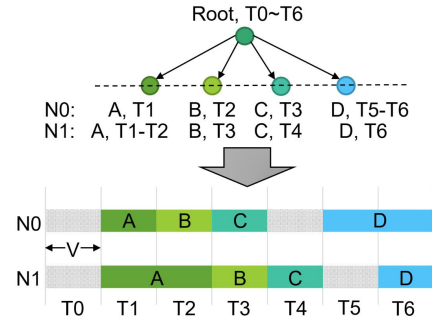 Root, T0~T6
N0: A, T1 B, T2 C, T3 D, T5-T6
N1: A, T1-T2 B, T3 C, T4 D, T6
N0 A B C D
V
N1 A B C D
T0 T1 T2 T3 T4 T5 T6